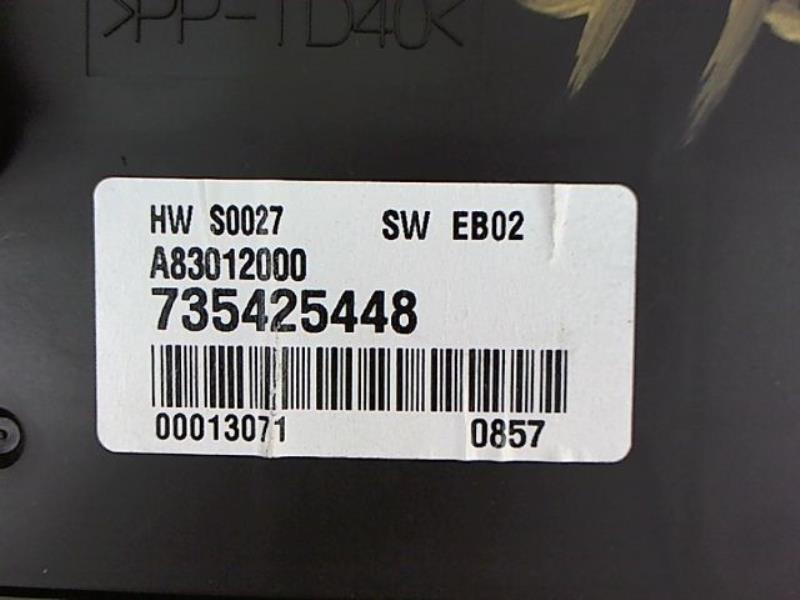 >PP-TD40<
HW S0027 SW EB02
A83012000
735425448
00013071 0857